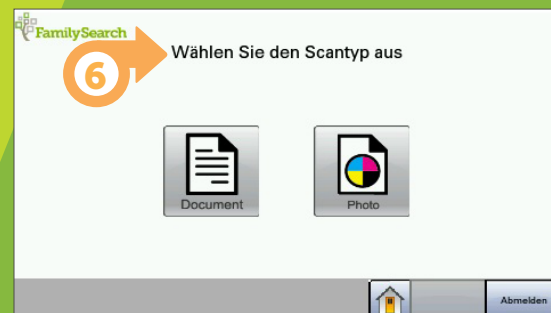 FamilySearch
6
Wählen Sie den Scantyp aus
Document
Photo
Abmelden